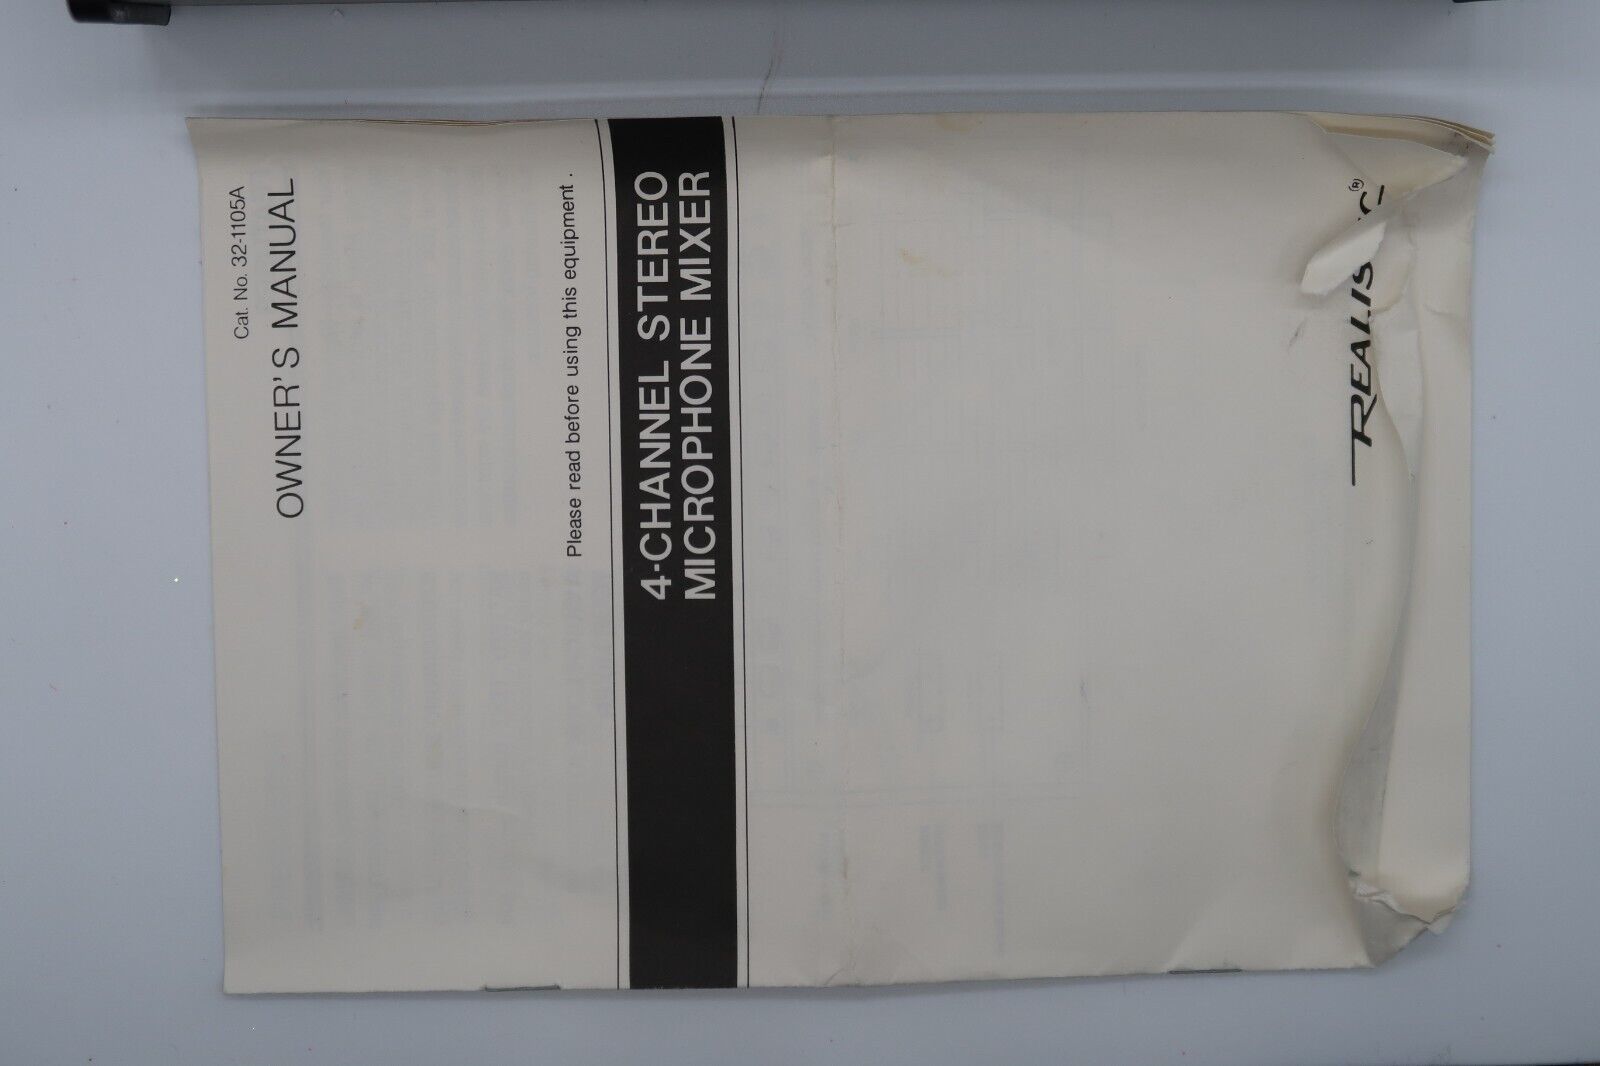 Cat. No. 32-1105A
OWNER'S MANUAL
Please read before using this equipment.
4-CHANNEL STEREO
MICROPHONE MIXER